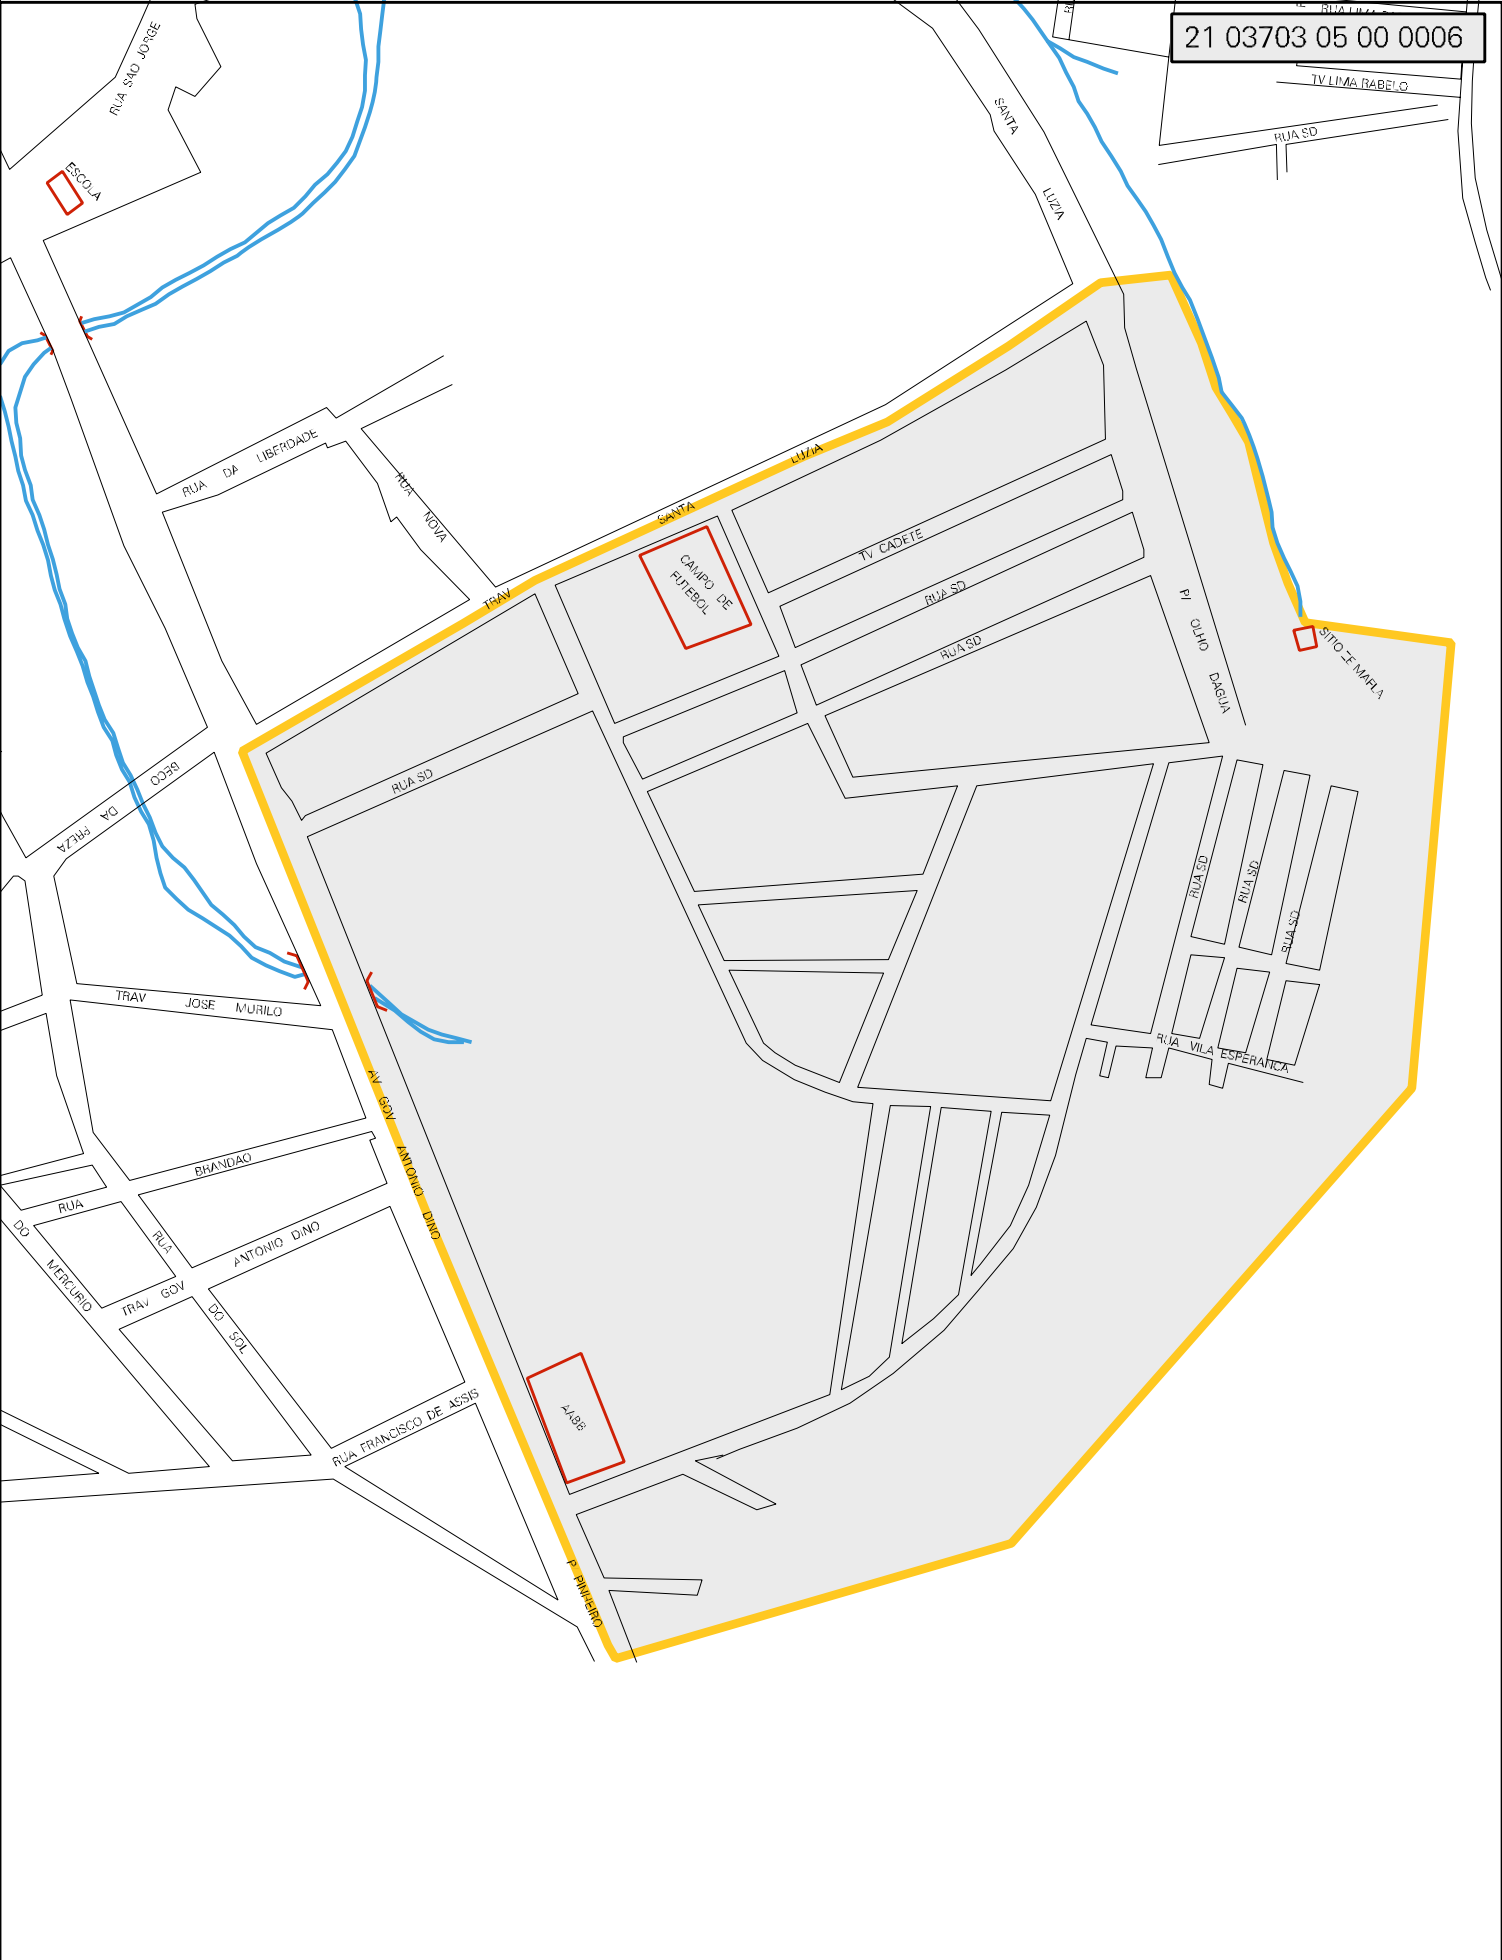 21 03703 05 00 0006
TV LIMA RABELO
RUA SD
RUA SAO JORGE
ESCOLA
SANTA LUZIA
RUA DA LIBERDADE
RUA NOVA
TRAV SANTA LUZIA
CAMPO DE
FUTEBOL
TV CADETE
RUA SD
RUA SD
P/ OLHO DAGUA
SITIO ZE MAFLA
BECO DA PREZA
RUA SD
RUA SD
RUA SD
RUA SD
TRAV JOSE MURILO
RUA VILA ESPERANCA
AV GOV ANTONIO DINO
RUA BRANDAO
RUA DO SOL
DO MERCURIO
TRAV GOV ANTONIO DINO
RUA FRANCISCO DE ASSIS
AABB
P PINHEIRO